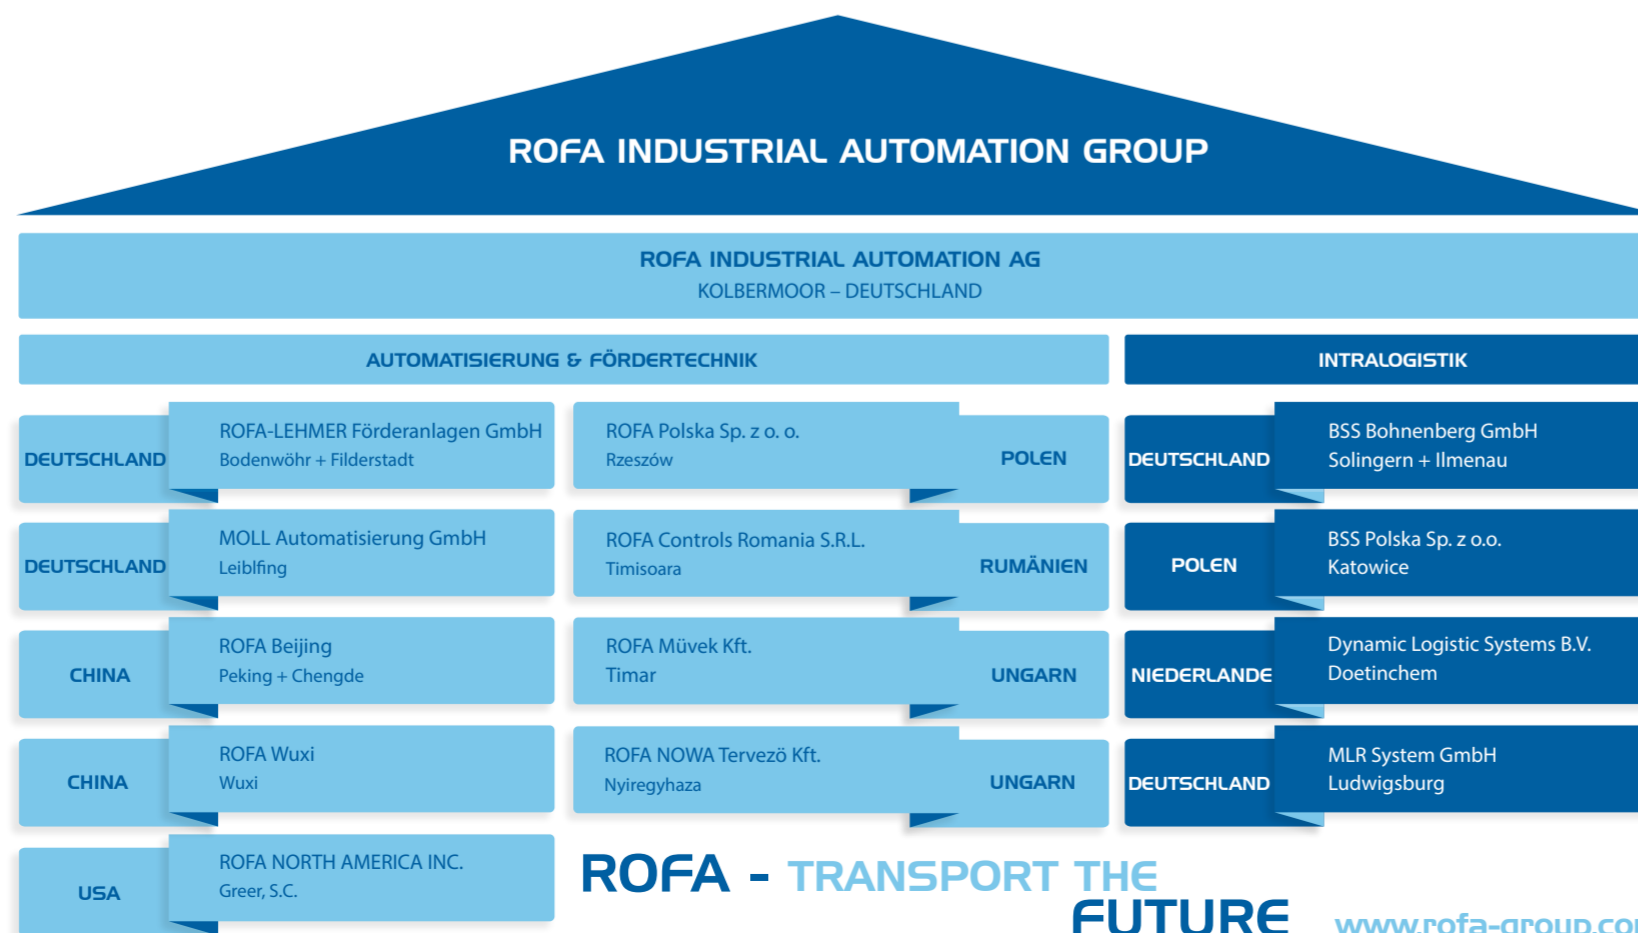 ROFA INDUSTRIAL AUTOMATION GROUP
ROFA INDUSTRIAL AUTOMATION AG
KOLBERMOOR – DEUTSCHLAND
AUTOMATISIERUNG & FÖRDERTECHNIK
DEUTSCHLAND
ROFA-LEHMER Förderanlagen GmbH
Bodenwöhr + Filderstadt
DEUTSCHLAND
MOLL Automatisierung GmbH
Leiblfing
CHINA
ROFA Beijing
Peking + Chengde
CHINA
ROFA Wuxi
Wuxi
USA
ROFA NORTH AMERICA INC.
Greer, S.C.
ROFA Polska Sp. z o. o.
Rzeszów
POLEN
ROFA Controls Romania S.R.L.
Timisoara
RUMÄNIEN
ROFA Müvek Kft.
Timar
UNGARN
ROFA NOWA Tervezö Kft.
Nyiregyhaza
UNGARN
INTRALOGISTIK
DEUTSCHLAND
BSS Bohnenberg GmbH
Solingern + Ilmenau
POLEN
BSS Polska Sp. z o.o.
Katowice
NIEDERLANDE
Dynamic Logistic Systems B.V.
Doetinchem
DEUTSCHLAND
MLR System GmbH
Ludwigsburg
ROFA - TRANSPORT THE
FUTURE
www.rofa-group.com